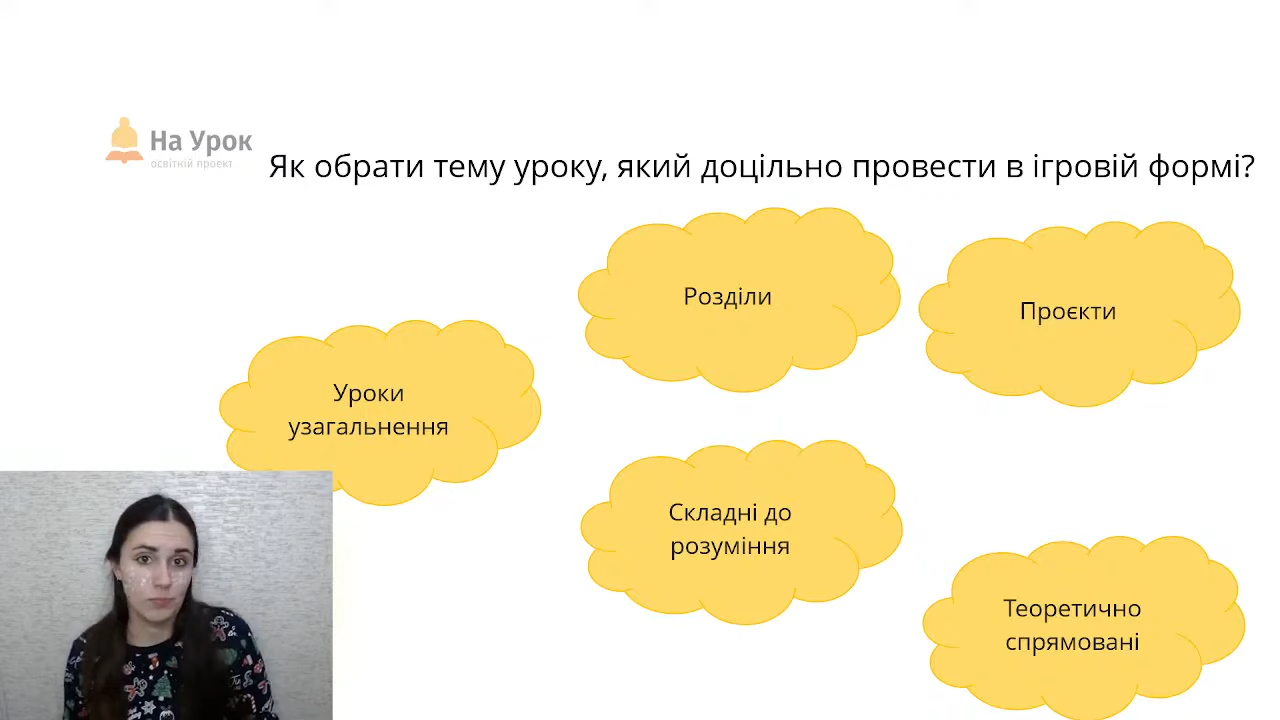 На Урок
освітній проект
Як обрати тему уроку, який доцільно провести в ігровій формі?
Розділи
Проєкти
Уроки
узагальнення
Складні до
розуміння
Теоретично
спрямовані